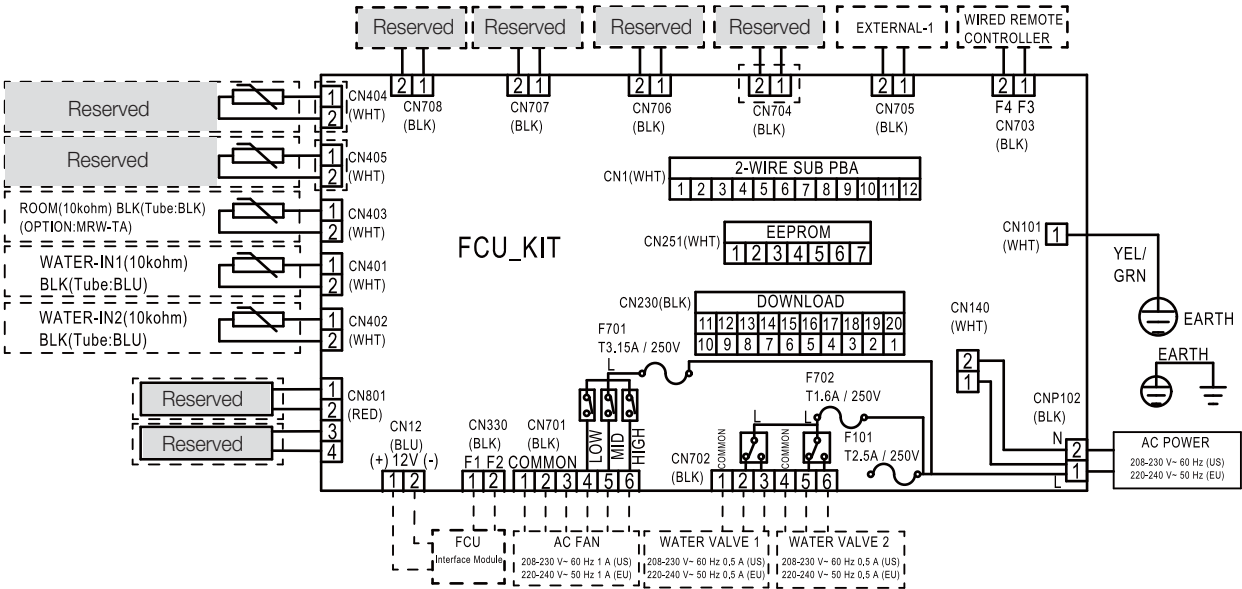 Reserved
Reserved
Reserved
Reserved
EXTERNAL-1
WIRED REMOTE
CONTROLLER
2 1
2 1
2 1
2 1
2 1
2 1
CN708
(BLK)
CN707
(BLK)
CN706
(BLK)
CN704
(BLK)
CN705
(BLK)
F4 F3
CN703
(BLK)
Reserved
1
2
CN404
(WHT)
Reserved
1
2
CN405
(WHT)
ROOM(10kohm) BLK(Tube:BLK)
(OPTION:MRW-TA)
1
2
CN403
(WHT)
WATER-IN1(10kohm)
BLK(Tube:BLU)
1
2
CN401
(WHT)
WATER-IN2(10kohm)
BLK(Tube:BLU)
1
2
CN402
(WHT)
Reserved
Reserved
1
2
3
4
CN801
(RED)
FCU_KIT
CN1(WHT)
2-WIRE SUB PBA
1 2 3 4 5 6 7 8 9 10 11 12
CN251(WHT)
EEPROM
1 2 3 4 5 6 7
CN230(BLK)
DOWNLOAD
11 12 13 14 15 16 17 18 19 20
10 9 8 7 6 5 4 3 2 1
CN101
(WHT)
1
YEL/
GRN
EARTH
EARTH
CN140
(WHT)
2
1
F701
T3.15A / 250V
L
F702
T1.6A / 250V
L
L
F101
T2.5A / 250V
CNP102
(BLK)
N
2
1
L
AC POWER
208-230 V~ 60 Hz (US)
220-240 V~ 50 Hz (EU)
CN12
(BLU)
(+) 12V (-)
1 2
CN330
(BLK)
F1 F2
1 2
CN701
(BLK)
COMMON
LOW
MID
HIGH
1 2 3 4 5 6
CN702
(BLK)
COMMON
COMMON
1 2 3 4 5 6
FCU
Interface Module
AC FAN
208-230 V~ 60 Hz 1 A (US)
220-240 V~ 50 Hz 1 A (EU)
WATER VALVE 1
208-230 V~ 60 Hz 0,5 A (US)
220-240 V~ 50 Hz 0,5 A (EU)
WATER VALVE 2
208-230 V~ 60 Hz 0,5 A (US)
220-240 V~ 50 Hz 0,5 A (EU)